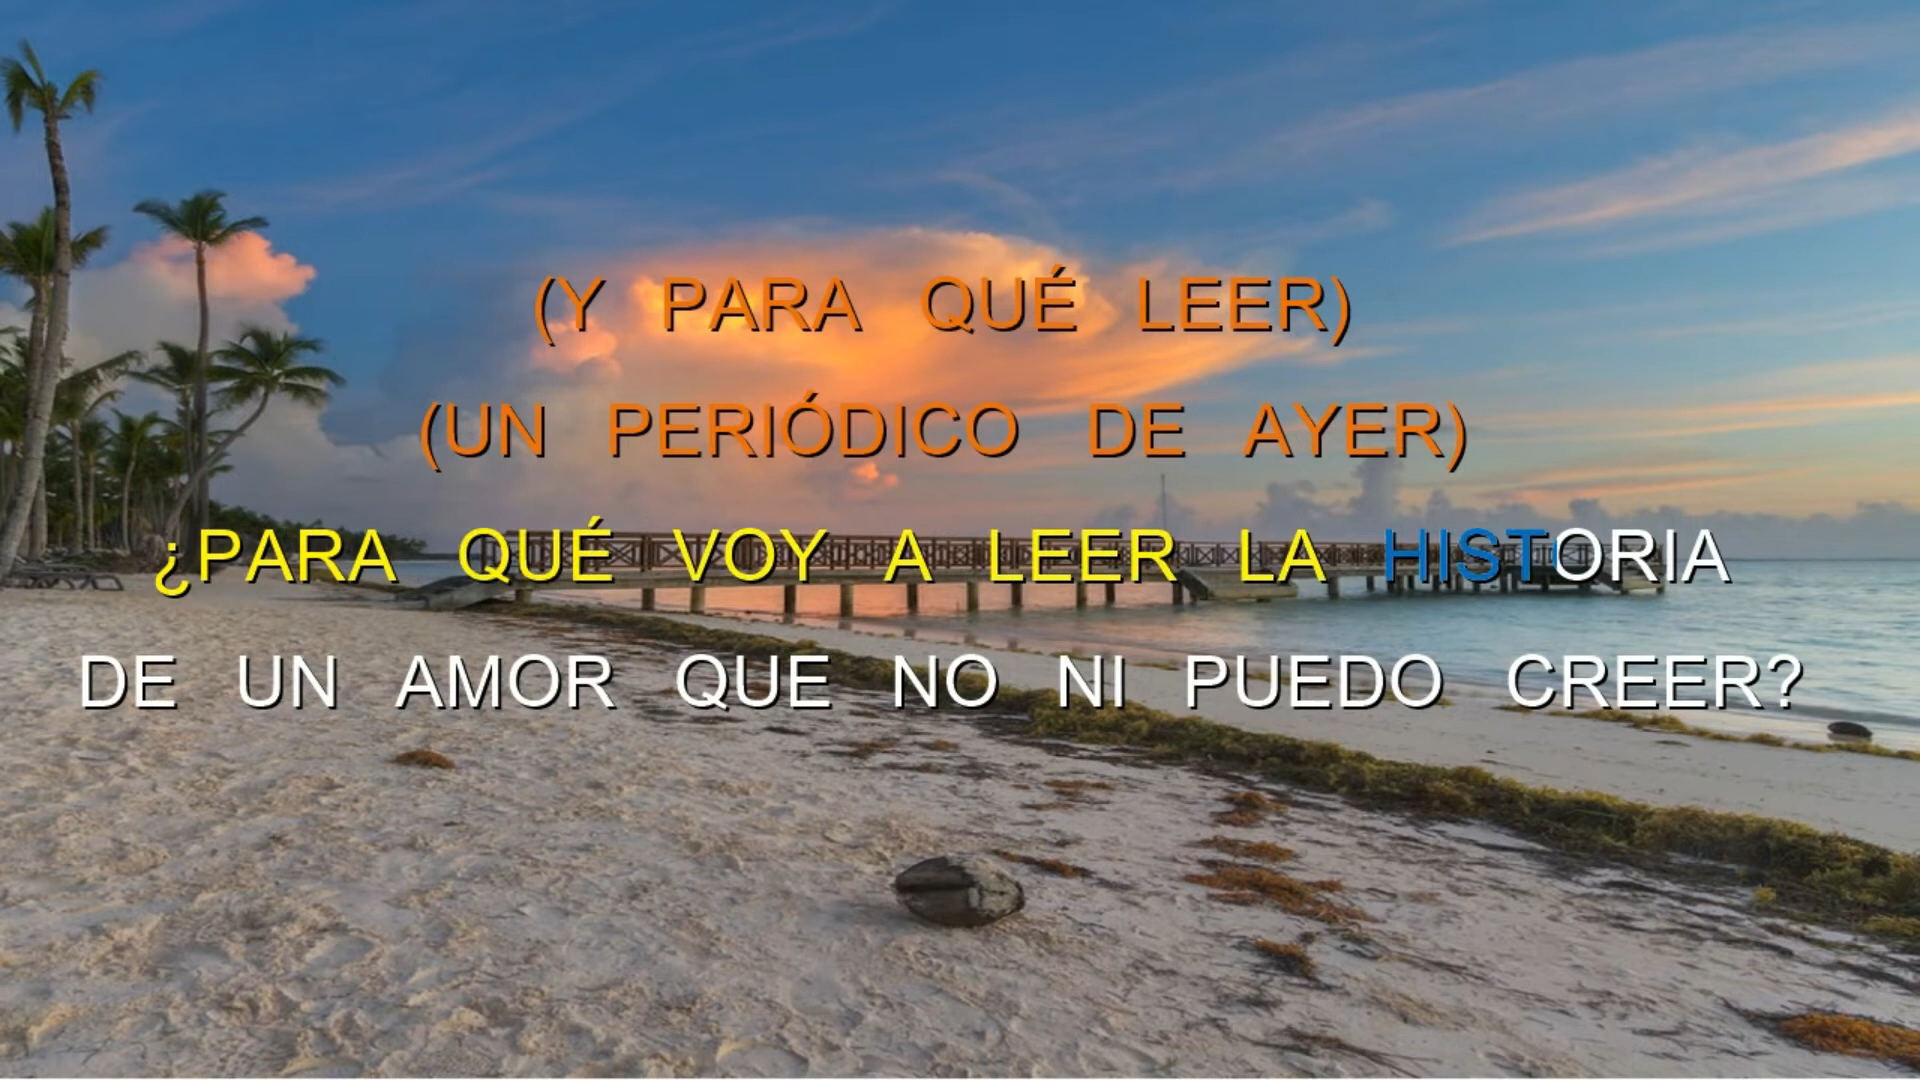 (Y PARA QUÉ LEER)
(UN PERIÓDICO DE AYER)
¿PARA QUÉ VOY A LEER LA HISTORIA
DE UN AMOR QUE NO NI PUEDO CREER?